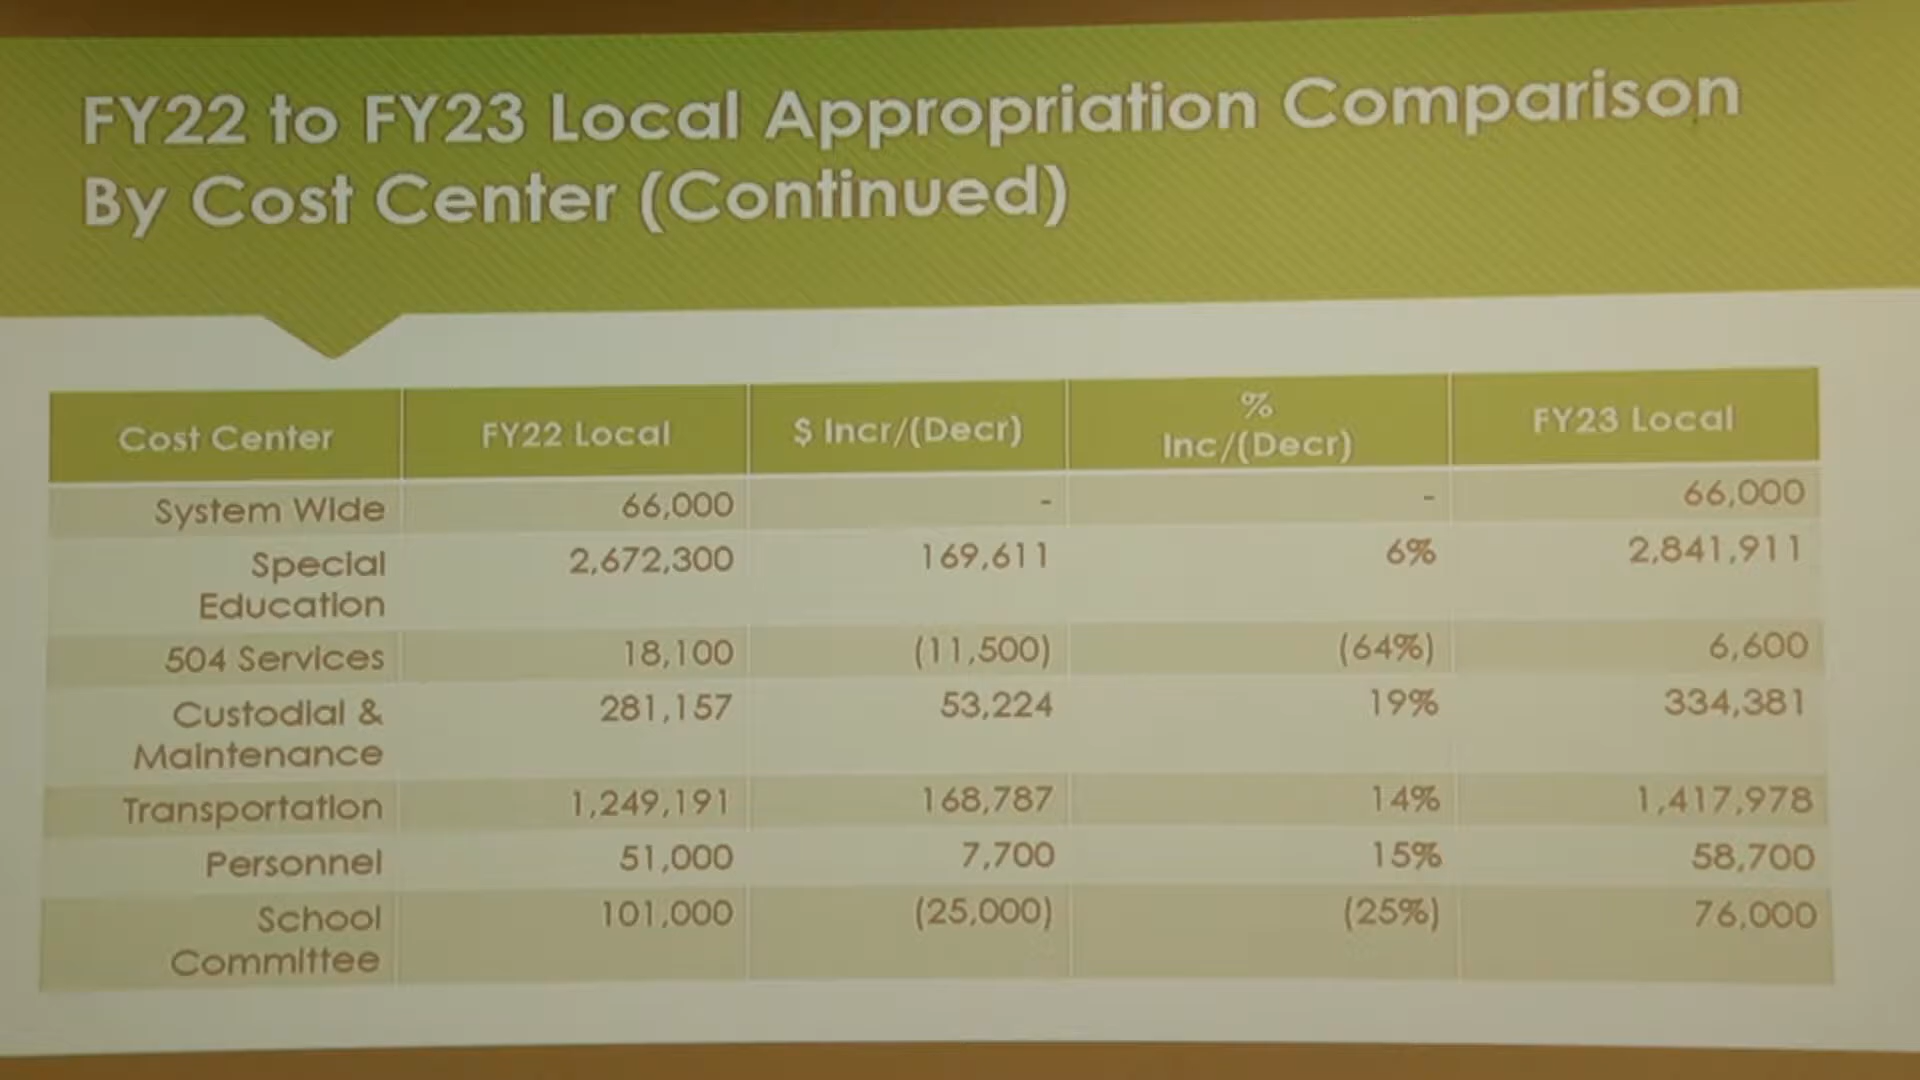 FY22 to FY23 Local Appropriation Comparison
By Cost Center (Continued)
Cost Center FY22 Local $ Incr/(Decr) % Inc/(Decr) FY23 Local
System Wide 66,000 - - 66,000
Special 2,672,300 169,611 6% 2,841,911
Education
504 Services 18,100 (11,500) (64%) 6,600
Custodial & 281,157 53,224 19% 334,381
Maintenance
Transportation 1,249,191 168,787 14% 1,417,978
Personnel 51,000 7,700 15% 58,700
School 101,000 (25,000) (25%) 76,000
Committee